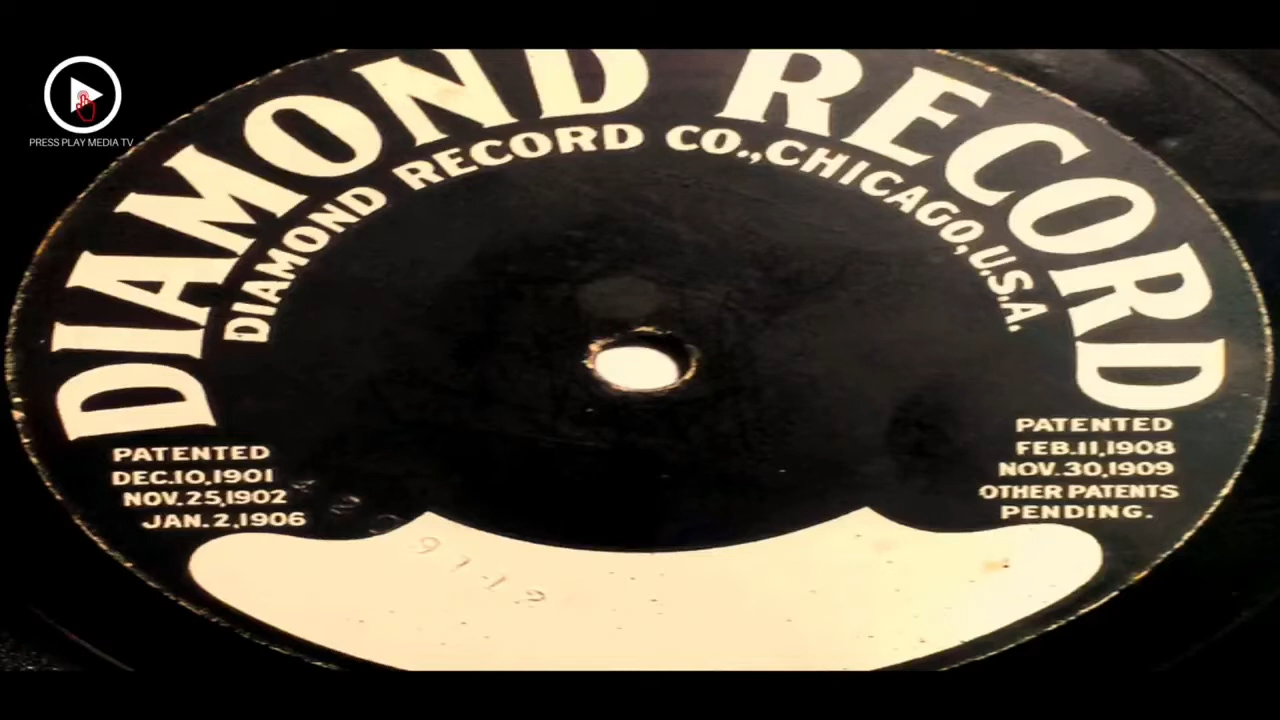 PRESS PLAY MEDIA TV
DIAMOND RECORD
DIAMOND RECORD CO., CHICAGO, U.S.A.
PATENTED
DEC.10,1901
NOV.25,1902
JAN.2,1906
PATENTED
FEB.11,1908
NOV.30,1909
OTHER PATENTS
PENDING.